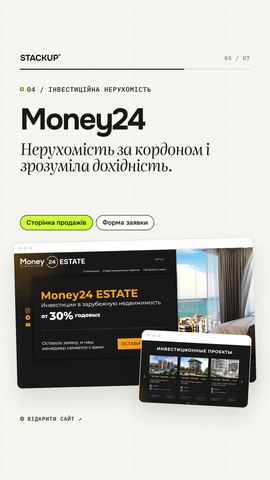 STACKUP
05 / 07
04 / ІНВЕСТИЦІЙНА НЕРУХОМІСТЬ
Money24
Нерухомість за кордоном і
зрозуміла дохідність.
Сторінка продажів
Форма заявки
Money 24 ESTATE
Money24 ESTATE
Инвестиции в зарубежную недвижимость
от 30% годовых
Оставьте заявку, и наш
менеджер свяжется с вами
ОСТАВИ
ИНВЕСТИЦИОННЫЕ ПРОЕКТЫ
ВІДКРИТИ САЙТ ↗